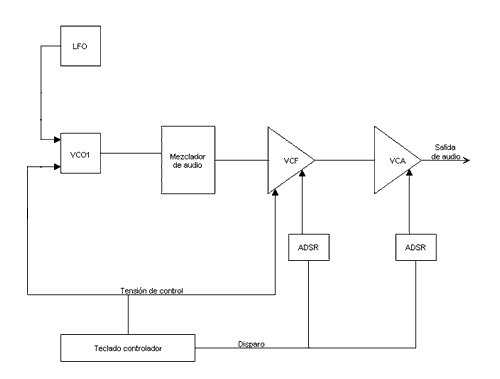 LFO
VCO1
Mezclador
de audio
VCF
VCA
Salida
de audio
ADSR
ADSR
Tensión de control
Teclado controlador
Disparo